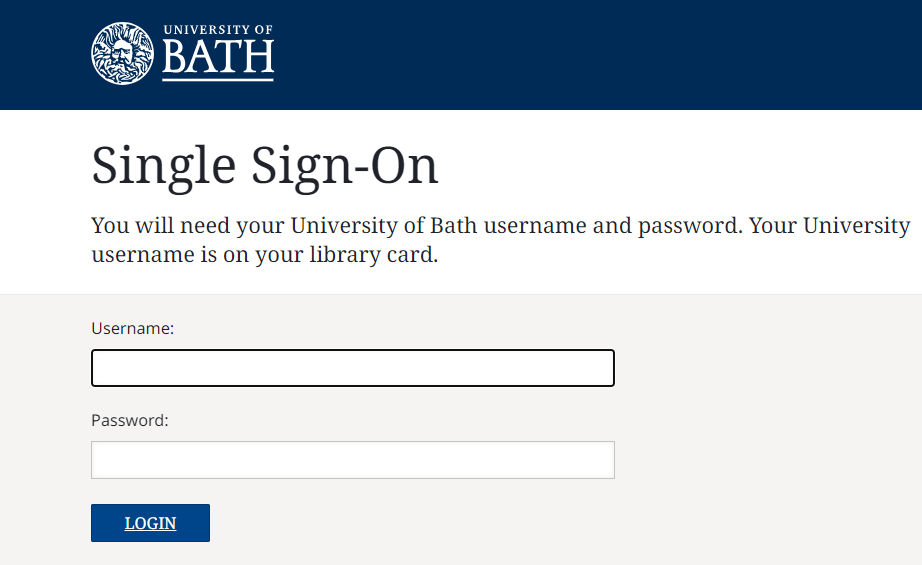 UNIVERSITY OF
BATH
Single Sign-On
You will need your University of Bath username and password. Your University
username is on your library card.
Username:
Password:
LOGIN